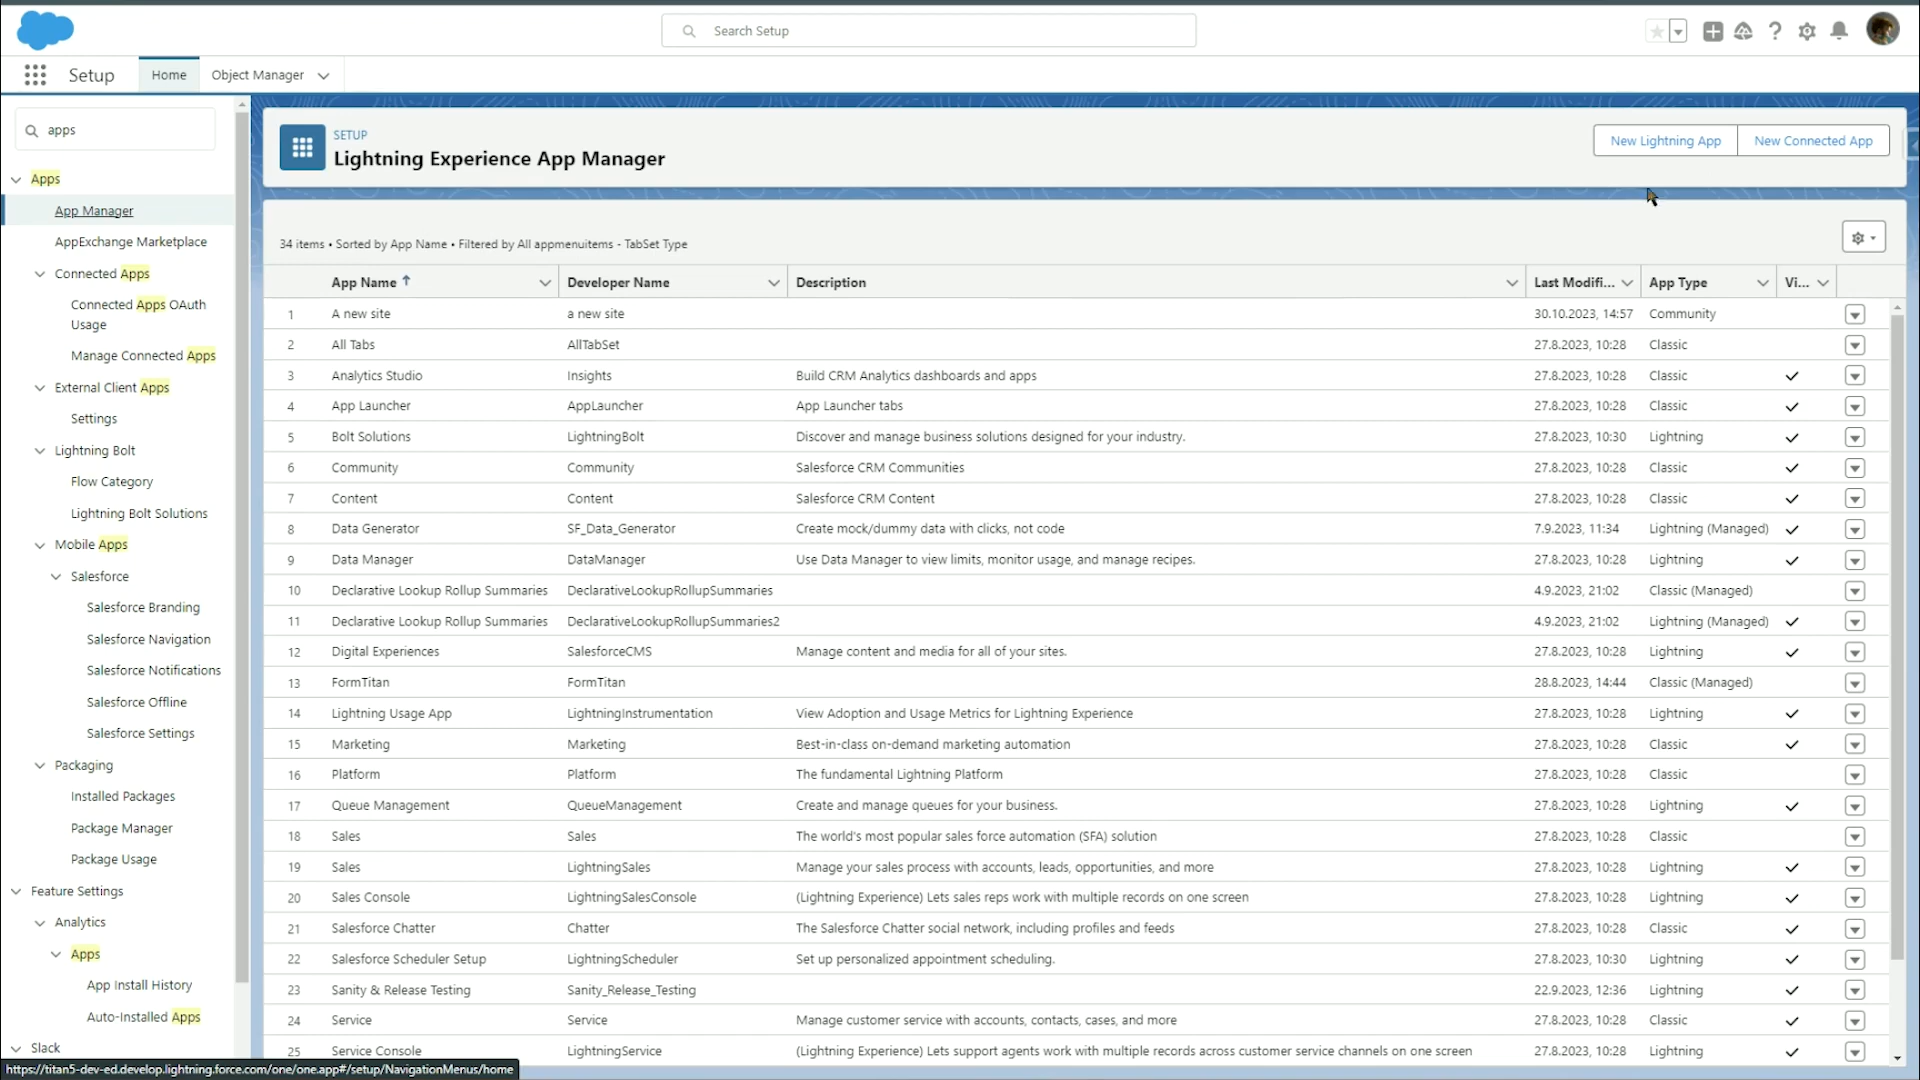 Search Setup
Setup
Home
Object Manager
apps
Apps
App Manager
AppExchange Marketplace
Connected Apps
Connected Apps OAuth
Usage
Manage Connected Apps
External Client Apps
Settings
Lightning Bolt
Flow Category
Lightning Bolt Solutions
Mobile Apps
Salesforce
Salesforce Branding
Salesforce Navigation
Salesforce Notifications
Salesforce Offline
Salesforce Settings
Packaging
Installed Packages
Package Manager
Package Usage
Feature Settings
Analytics
Apps
App Install History
Auto-Installed Apps
Slack
https://titan5-dev-ed.develop.lightning.force.com/one/one.app#/setup/NavigationMenus/home
SETUP
Lightning Experience App Manager
New Lightning App
New Connected App
34 items • Sorted by App Name • Filtered by All appmenuitems - TabSet Type
App Name Developer Name Description Last Modifi... App Type Vi...
1 A new site a new site 30.10.2023, 14:57 Community
2 All Tabs AllTabSet 27.8.2023, 10:28 Classic
3 Analytics Studio Insights Build CRM Analytics dashboards and apps 27.8.2023, 10:28 Classic
4 App Launcher AppLauncher App Launcher tabs 27.8.2023, 10:28 Classic
5 Bolt Solutions LightningBolt Discover and manage business solutions designed for your industry. 27.8.2023, 10:30 Lightning
6 Community Community Salesforce CRM Communities 27.8.2023, 10:28 Classic
7 Content Content Salesforce CRM Content 27.8.2023, 10:28 Classic
8 Data Generator SF_Data_Generator Create mock/dummy data with clicks, not code 7.9.2023, 11:34 Lightning (Managed)
9 Data Manager DataManager Use Data Manager to view limits, monitor usage, and manage recipes. 27.8.2023, 10:28 Lightning
10 Declarative Lookup Rollup Summaries DeclarativeLookupRollupSummaries 4.9.2023, 21:02 Classic (Managed)
11 Declarative Lookup Rollup Summaries DeclarativeLookupRollupSummaries2 4.9.2023, 21:02 Lightning (Managed)
12 Digital Experiences SalesforceCMS Manage content and media for all of your sites. 27.8.2023, 10:28 Lightning
13 FormTitan FormTitan 28.8.2023, 14:44 Classic (Managed)
14 Lightning Usage App LightningInstrumentation View Adoption and Usage Metrics for Lightning Experience 27.8.2023, 10:28 Lightning
15 Marketing Marketing Best-in-class on-demand marketing automation 27.8.2023, 10:28 Classic
16 Platform Platform The fundamental Lightning Platform 27.8.2023, 10:28 Classic
17 Queue Management QueueManagement Create and manage queues for your business. 27.8.2023, 10:28 Lightning
18 Sales Sales The world's most popular sales force automation (SFA) solution 27.8.2023, 10:28 Classic
19 Sales LightningSales Manage your sales process with accounts, leads, opportunities, and more 27.8.2023, 10:28 Lightning
20 Sales Console LightningSalesConsole (Lightning Experience) Lets sales reps work with multiple records on one screen 27.8.2023, 10:28 Lightning
21 Salesforce Chatter Chatter The Salesforce Chatter social network, including profiles and feeds 27.8.2023, 10:28 Classic
22 Salesforce Scheduler Setup LightningScheduler Set up personalized appointment scheduling. 27.8.2023, 10:30 Lightning
23 Sanity & Release Testing Sanity_Release_Testing 22.9.2023, 12:36 Lightning
24 Service Service Manage customer service with accounts, contacts, cases, and more 27.8.2023, 10:28 Classic
25 Service Console LightningService (Lightning Experience) Lets support agents work with multiple records across customer service channels on one screen 27.8.2023, 10:28 Lightning